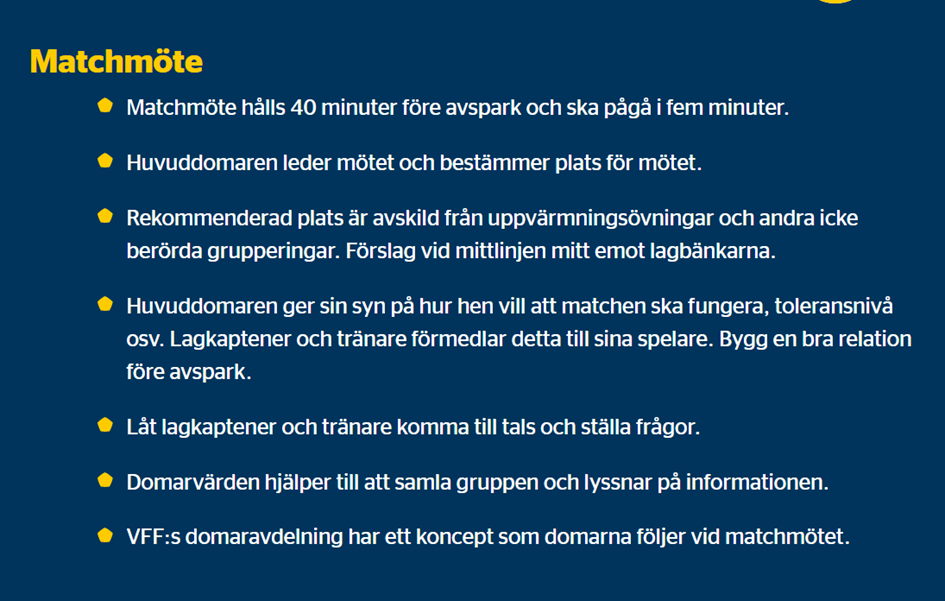 Matchmöte
Matchmöte hålls 40 minuter före avspark och ska pågå i fem minuter.
Huvuddomaren leder mötet och bestämmer plats för mötet.
Rekommenderad plats är avskild från uppvärmningsövningar och andra icke
berörda grupperingar. Förslag vid mittlinjen mitt emot lagbänkarna.
Huvuddomaren ger sin syn på hur hen vill att matchen ska fungera, toleransnivå
osv. Lagkaptener och tränare förmedlar detta till sina spelare. Bygg en bra relation
före avspark.
Låt lagkaptener och tränare komma till tals och ställa frågor.
Domarvärden hjälper till att samla gruppen och lyssnar på informationen.
VFF:s domaravdelning har ett koncept som domarna följer vid matchmötet.